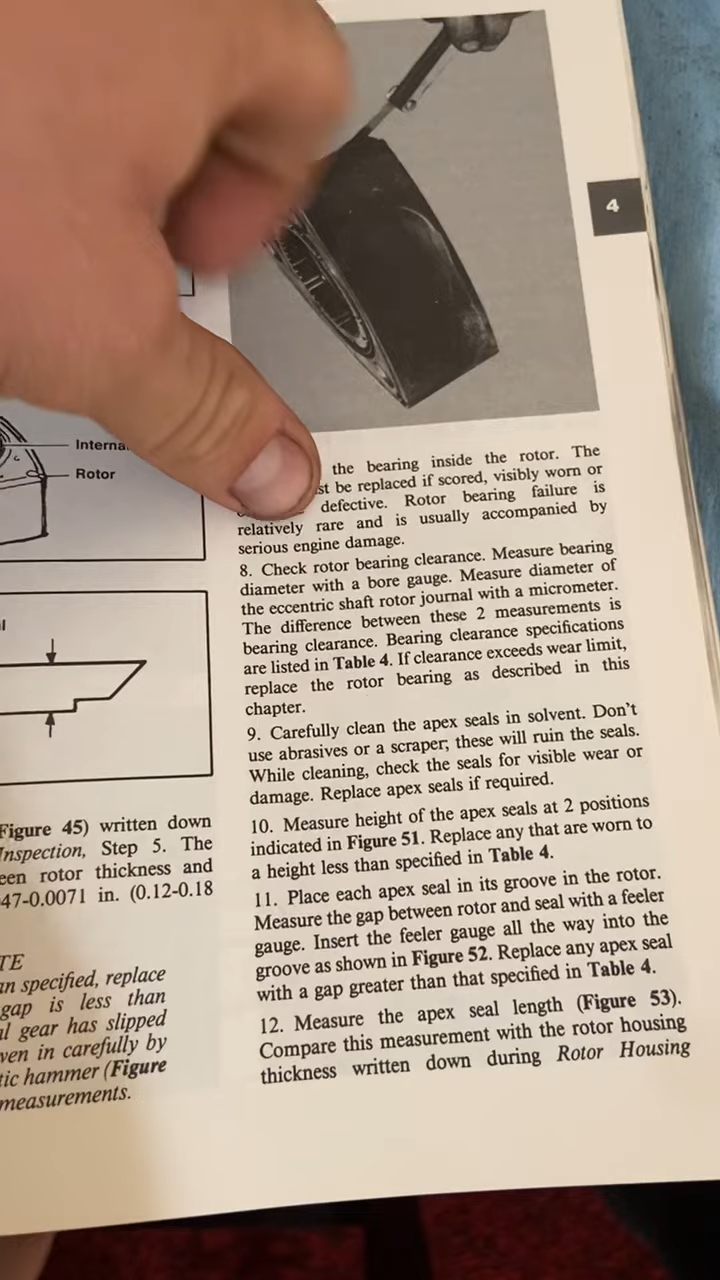 4
Interna
Rotor
Figure 45) written down
Inspection, Step 5. The
een rotor thickness and
47-0.0071 in. (0.12-0.18
TE
an specified, replace
gap is less than
al gear has slipped
ven in carefully by
tic hammer (Figure
measurements.
the bearing inside the rotor. The
st be replaced if scored, visibly worn or
defective. Rotor bearing failure is
relatively rare and is usually accompanied by
serious engine damage.
8. Check rotor bearing clearance. Measure bearing
diameter with a bore gauge. Measure diameter of
the eccentric shaft rotor journal with a micrometer.
The difference between these 2 measurements is
bearing clearance. Bearing clearance specifications
are listed in Table 4. If clearance exceeds wear limit,
replace the rotor bearing as described in this
chapter.
9. Carefully clean the apex seals in solvent. Don't
use abrasives or a scraper; these will ruin the seals.
While cleaning, check the seals for visible wear or
damage. Replace apex seals if required.
10. Measure height of the apex seals at 2 positions
indicated in Figure 51. Replace any that are worn to
a height less than specified in Table 4.
11. Place each apex seal in its groove in the rotor.
Measure the gap between rotor and seal with a feeler
gauge. Insert the feeler gauge all the way into the
groove as shown in Figure 52. Replace any apex seal
with a gap greater than that specified in Table 4.
12. Measure the apex seal length (Figure 53).
Compare this measurement with the rotor housing
thickness written down during Rotor Housing